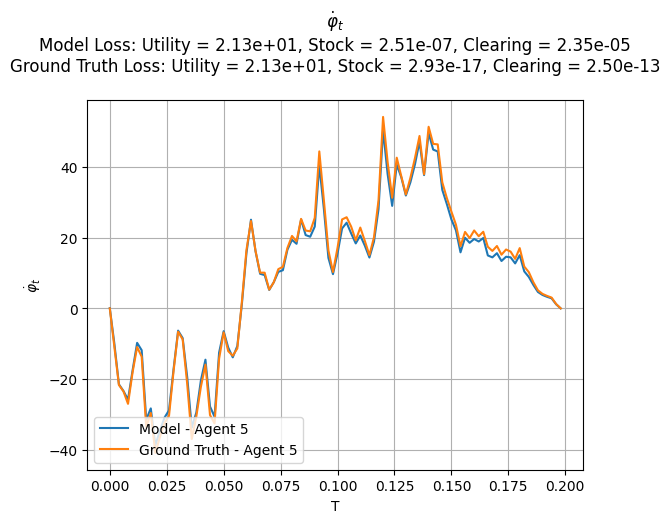 φ̇_t
Model Loss: Utility = 2.13e+01, Stock = 2.51e-07, Clearing = 2.35e-05
Ground Truth Loss: Utility = 2.13e+01, Stock = 2.93e-17, Clearing = 2.50e-13
φ̇_t
40
20
0
−20
−40
Model - Agent 5
Ground Truth - Agent 5
0.000 0.025 0.050 0.075 0.100 0.125 0.150 0.175 0.200
T